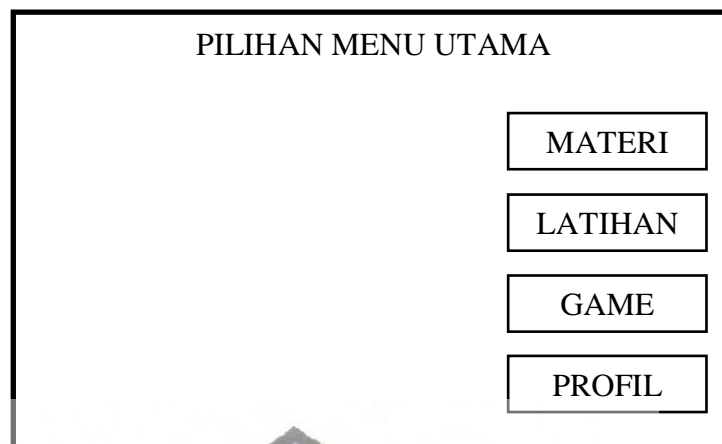 PILIHAN MENU UTAMA
MATERI
LATIHAN
GAME
PROFIL